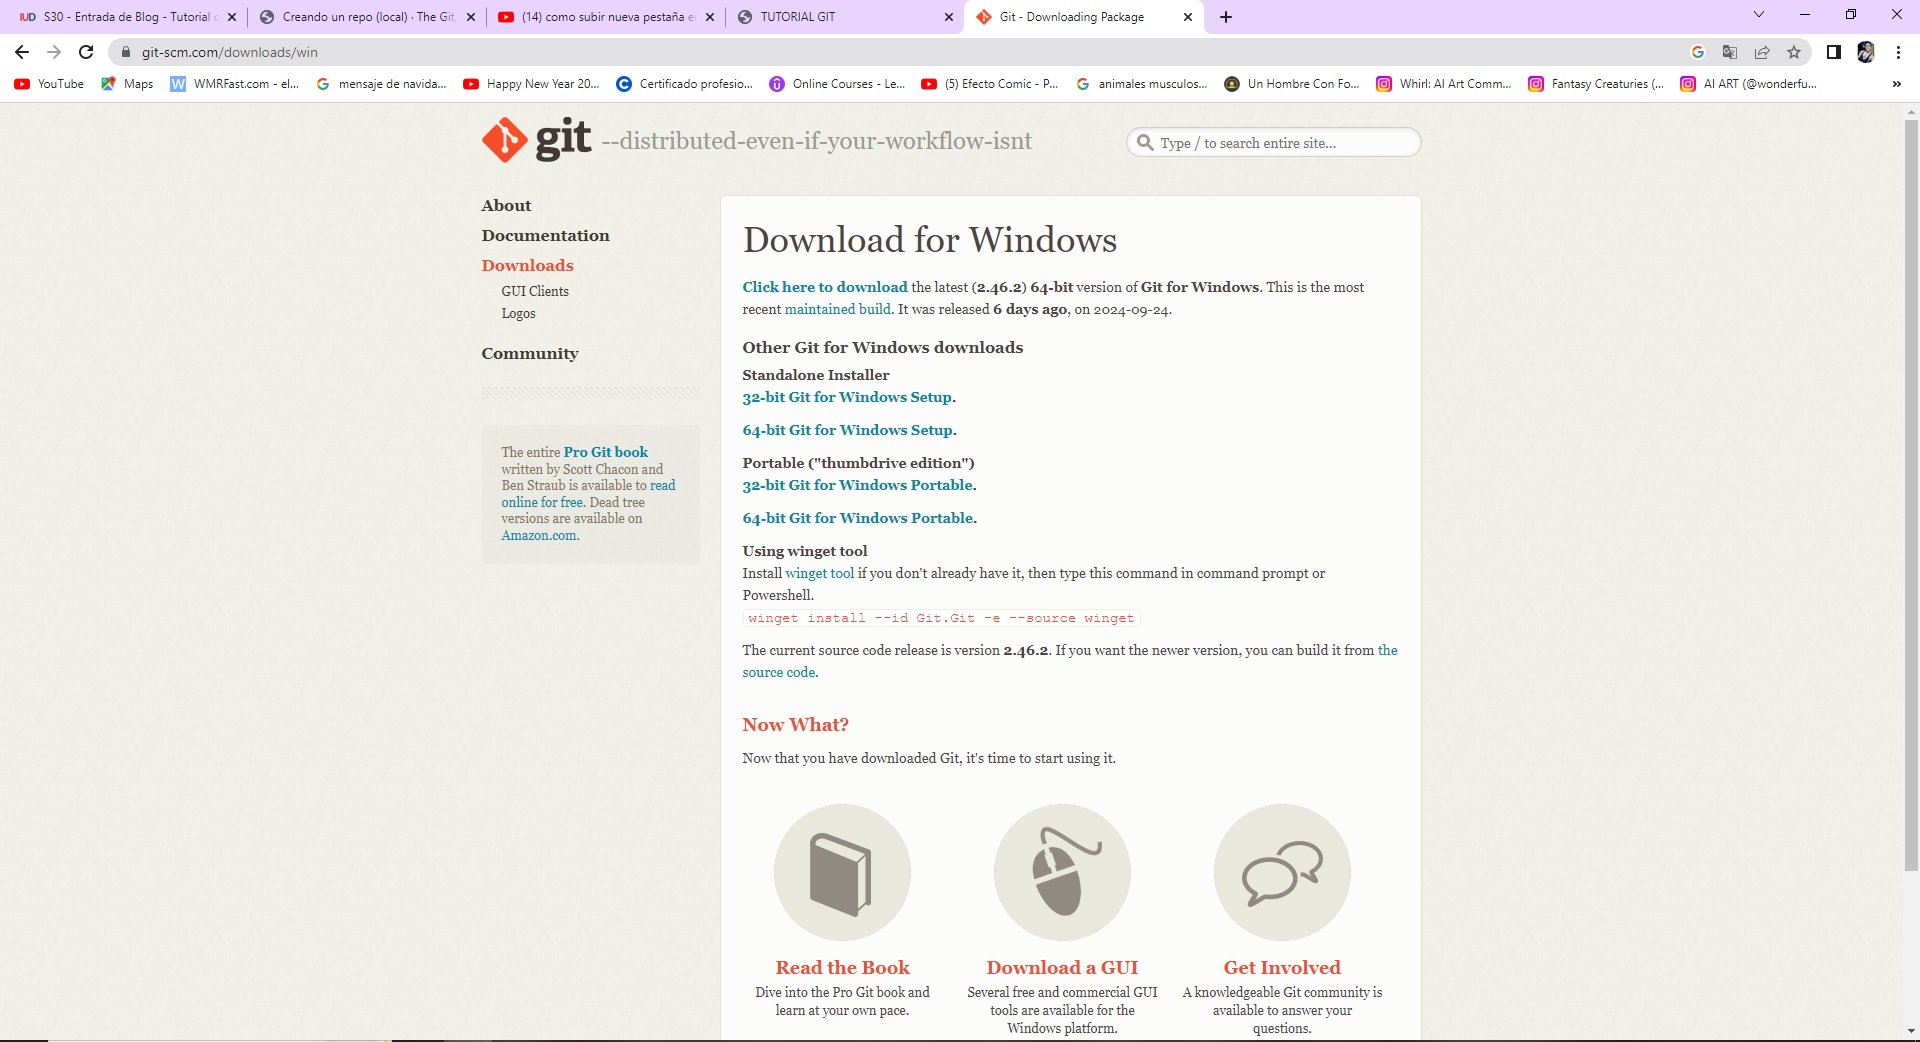 S30 - Entrada de Blog - Tutorial
Creando un repo (local) · The Git
(14) como subir nueva pestaña e
TUTORIAL GIT
Git - Downloading Package
git-scm.com/downloads/win
YouTube
Maps
WMRFast.com - el...
mensaje de navida...
Happy New Year 20...
Certificado profesio...
Online Courses - Le...
(5) Efecto Comic - P...
animales musculos...
Un Hombre Con Fo...
Whirl: AI Art Comm...
Fantasy Creaturies (...
AI ART (@wonderfu...
»
git --distributed-even-if-your-workflow-isnt
Type / to search entire site...
About
Documentation
Downloads
GUI Clients
Logos
Community
The entire Pro Git book
written by Scott Chacon and
Ben Straub is available to read
online for free. Dead tree
versions are available on
Amazon.com.
Download for Windows
Click here to download the latest (2.46.2) 64-bit version of Git for Windows. This is the most
recent maintained build. It was released 6 days ago, on 2024-09-24.
Other Git for Windows downloads
Standalone Installer
32-bit Git for Windows Setup.
64-bit Git for Windows Setup.
Portable ("thumbdrive edition")
32-bit Git for Windows Portable.
64-bit Git for Windows Portable.
Using winget tool
Install winget tool if you don't already have it, then type this command in command prompt or
Powershell.
winget install --id Git.Git -e --source winget
The current source code release is version 2.46.2. If you want the newer version, you can build it from the
source code.
Now What?
Now that you have downloaded Git, it's time to start using it.
Read the Book
Dive into the Pro Git book and
learn at your own pace.
Download a GUI
Several free and commercial GUI
tools are available for the
Windows platform.
Get Involved
A knowledgeable Git community is
available to answer your
questions.